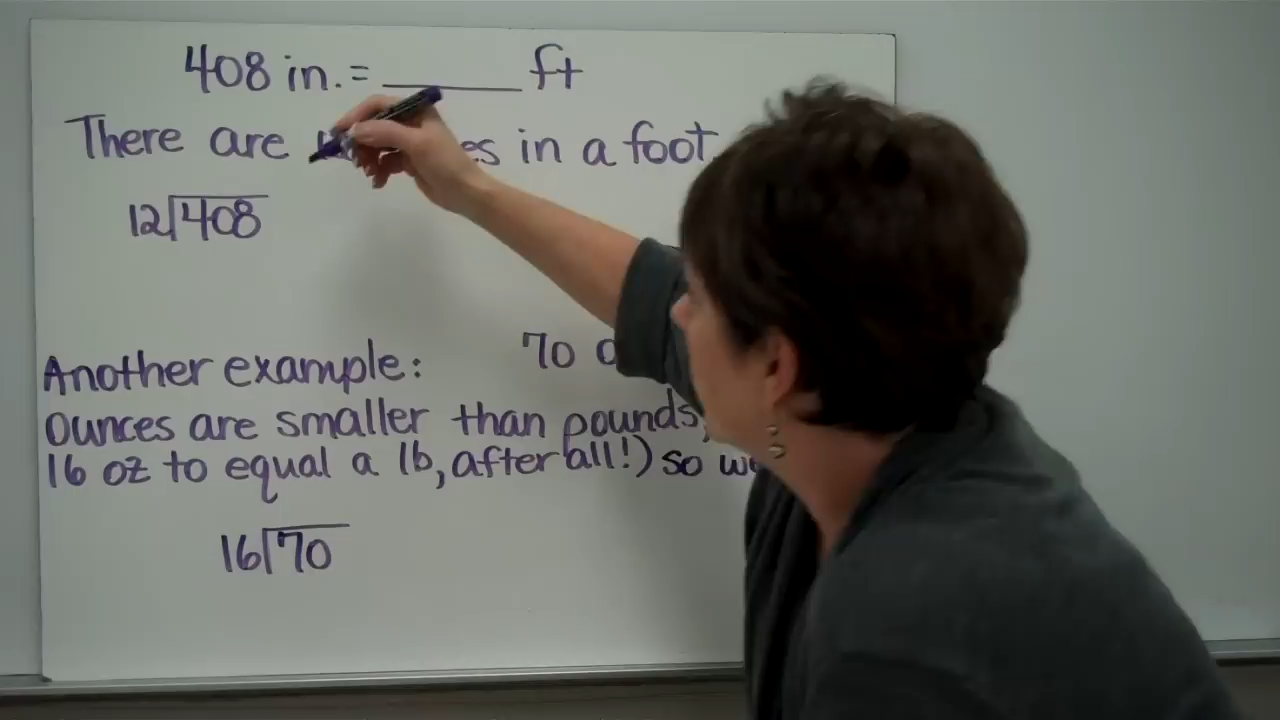 408 in. = _____ ft
There are in a foot.
12)408
Another example: 70
Ounces are smaller than pounds,
16 oz to equal a lb, after all!) so
16)70